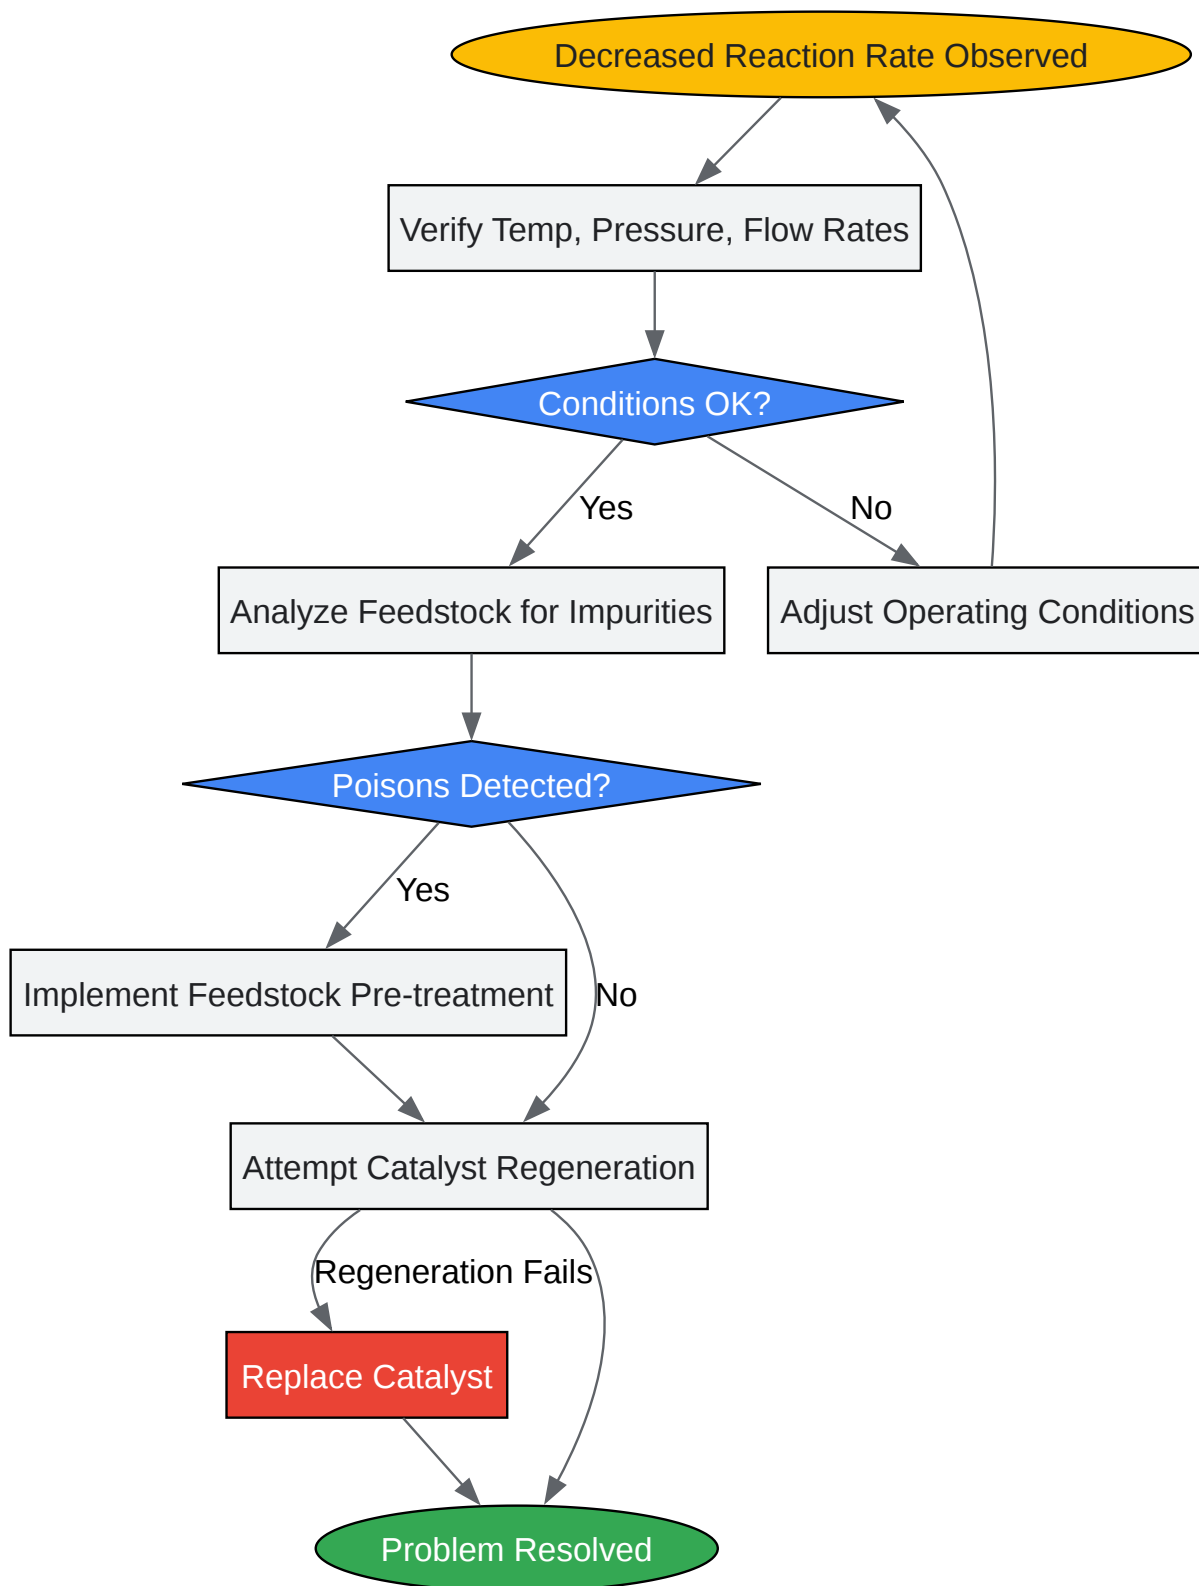 Decreased Reaction Rate Observed
Verify Temp, Pressure, Flow Rates
Conditions OK?
Yes
No
Analyze Feedstock for Impurities
Adjust Operating Conditions
Poisons Detected?
Yes
Implement Feedstock Pre-treatment
No
Attempt Catalyst Regeneration
Regeneration Fails
Replace Catalyst
Problem Resolved